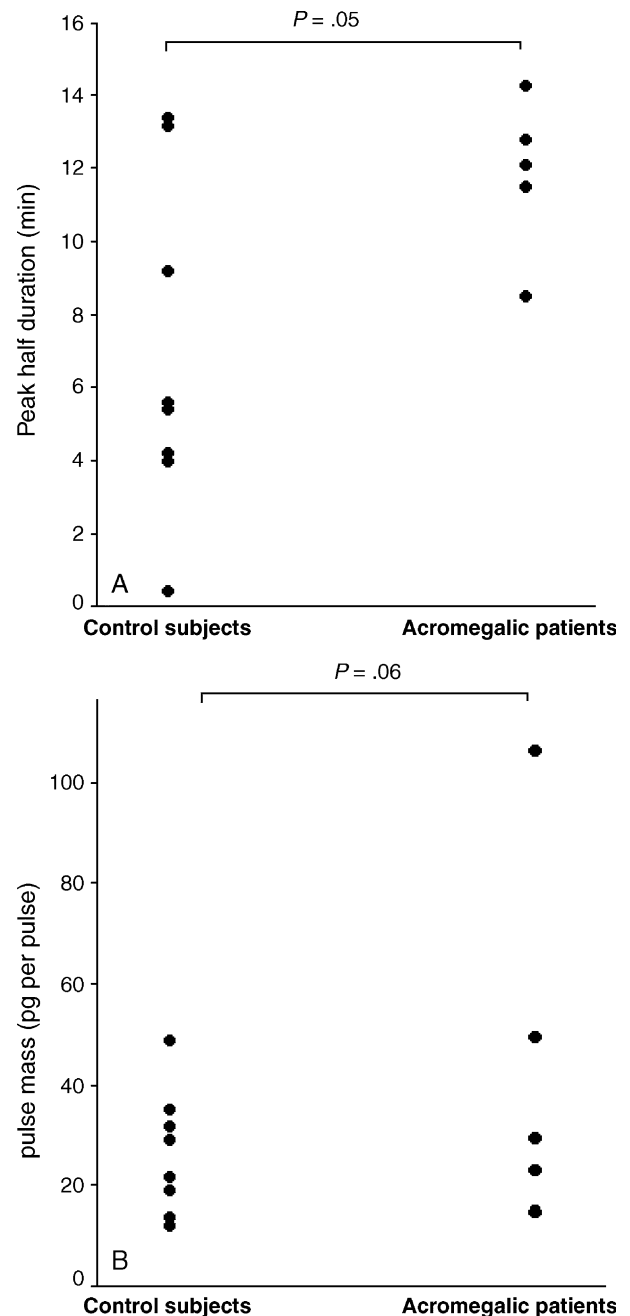 P = .05
16
14
12
10
8
6
4
2
0
Peak half duration (min)
A
Control subjects
Acromegalic patients
P = .06
100
80
60
40
20
0
pulse mass (pg per pulse)
B
Control subjects
Acromegalic patients